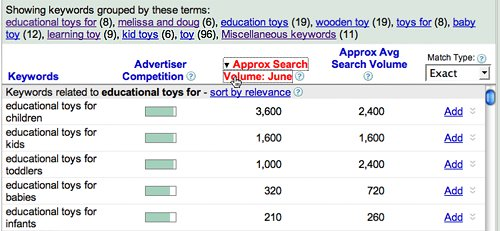 Showing keywords grouped by these terms:
educational toys for (8), melissa and doug (6), education toys (19), wooden toy (19), toys for (8), baby
toy (12), learning toy (9), kid toys (6), toy (96), Miscellaneous keywords (11)
Keywords
Advertiser
Competition ?
▼ Approx Search
Volume: June ?
Approx Avg
Search Volume
?
Match Type: ?
Exact
Keywords related to educational toys for - sort by relevance ?
educational toys for
children
3,600 2,400 Add
educational toys for
kids
1,600 1,600 Add
educational toys for
toddlers
1,000 2,400 Add
educational toys for
babies
320 720 Add
educational toys for
infants
210 260 Add